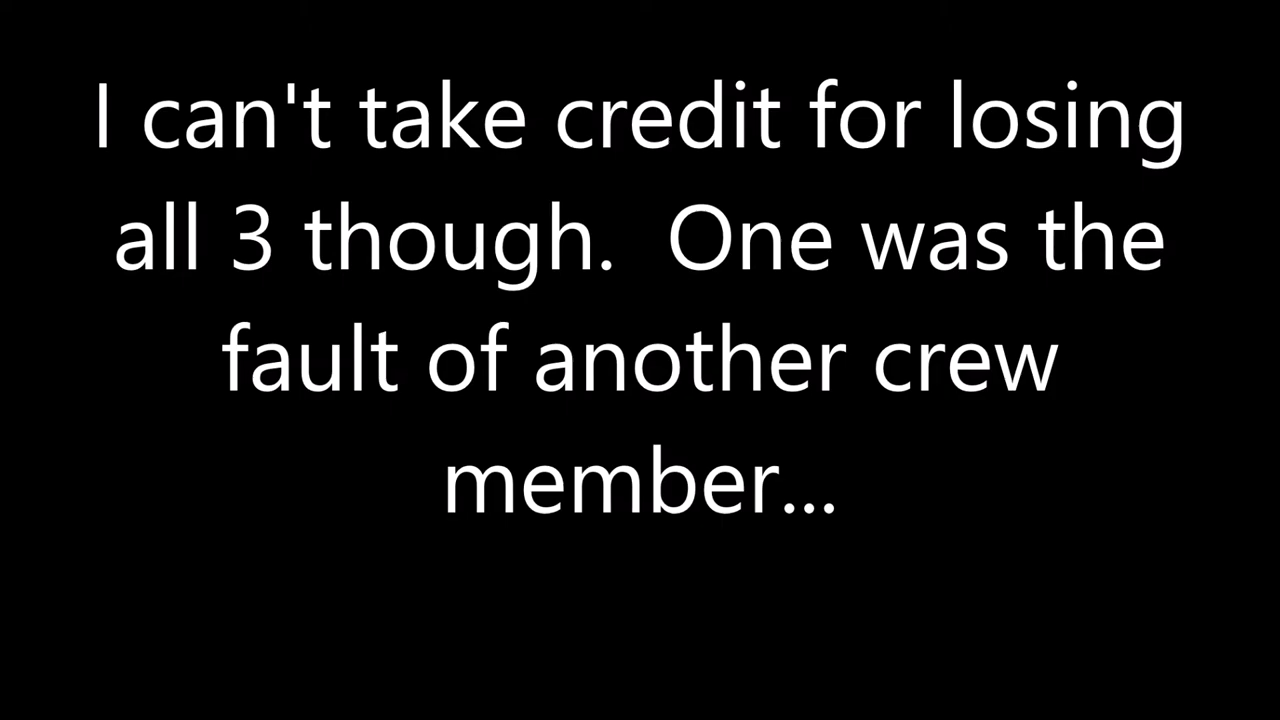 I can't take credit for losing
all 3 though.  One was the
fault of another crew
member...